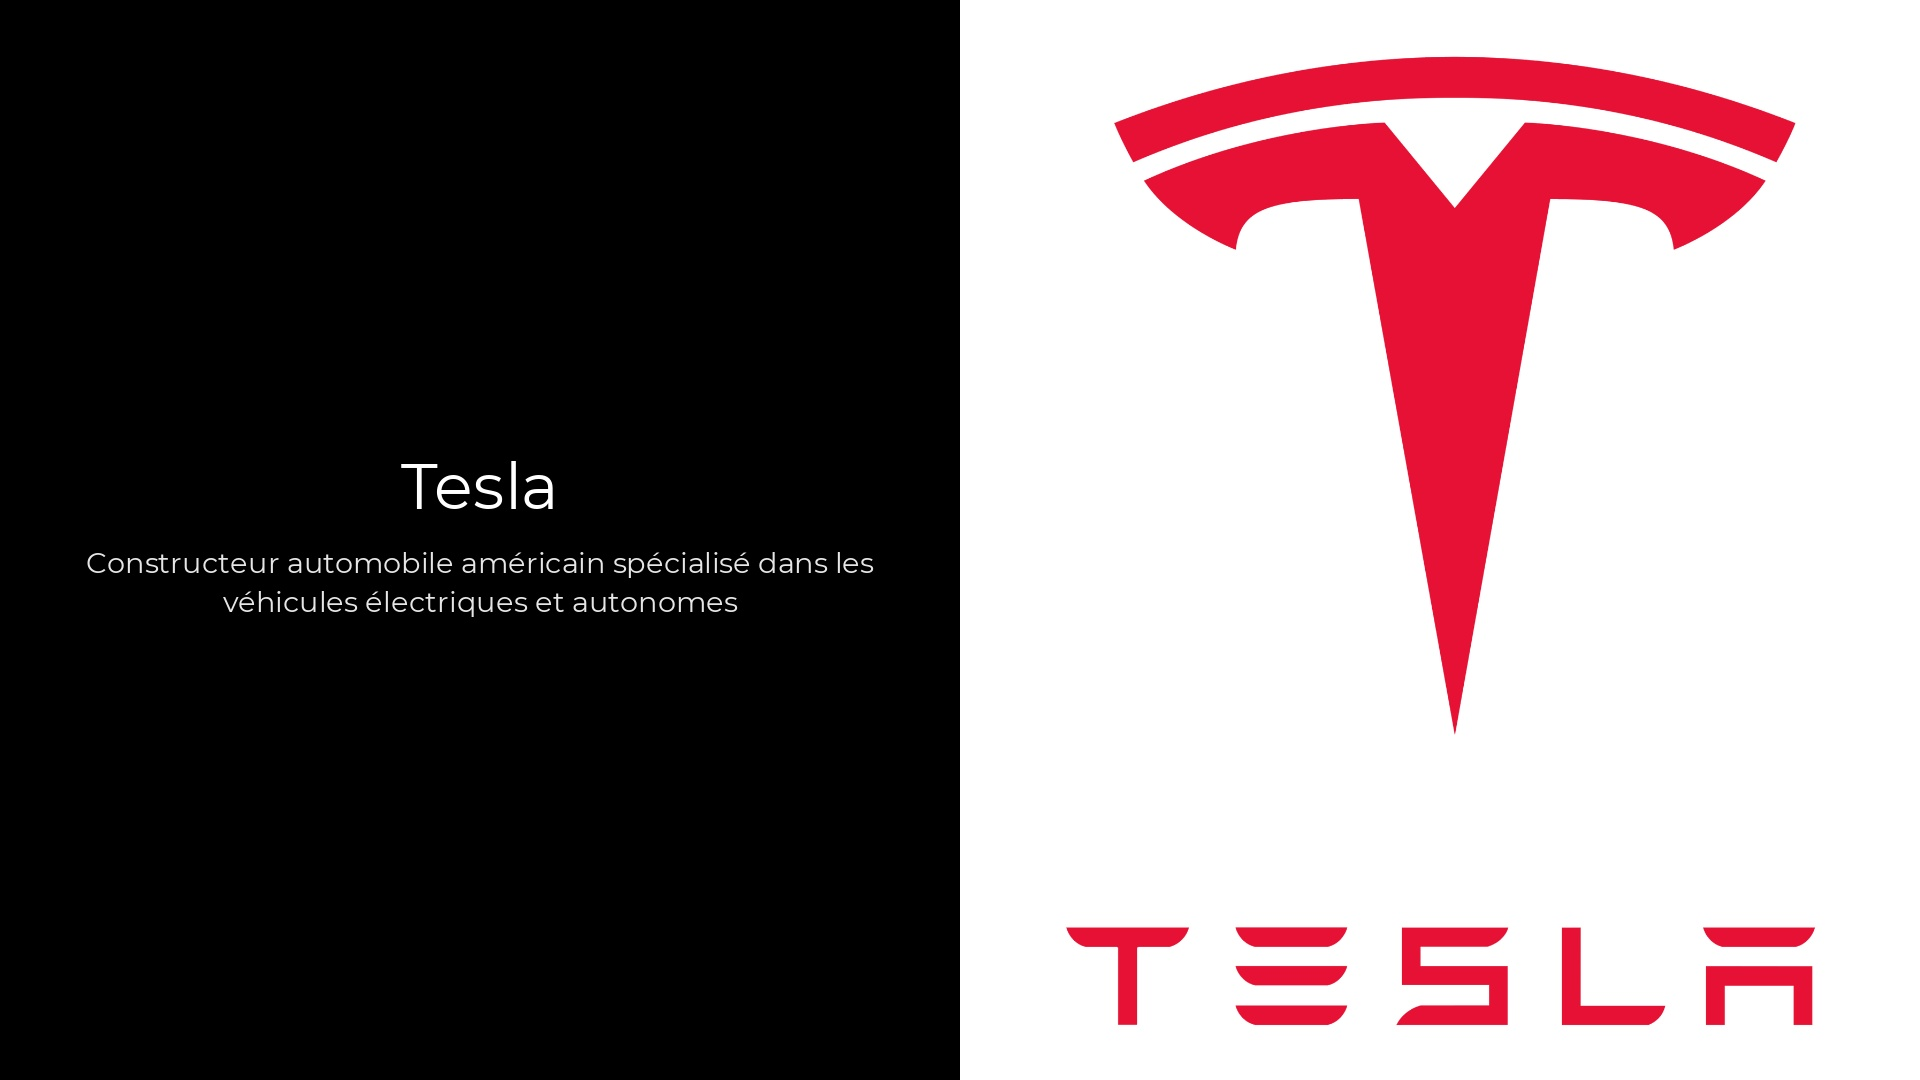 Tesla
Constructeur automobile américain spécialisé dans les
véhicules électriques et autonomes
TESLA